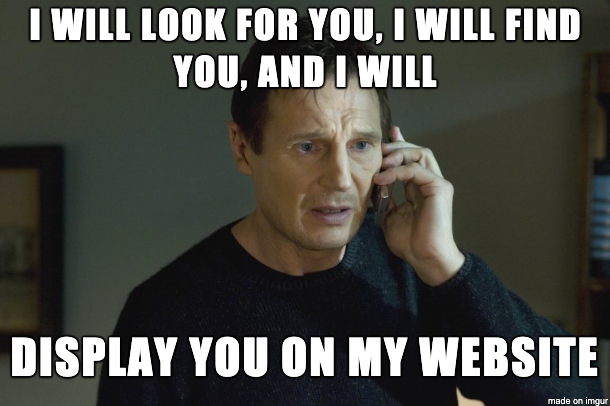 I WILL LOOK FOR YOU, I WILL FIND
YOU, AND I WILL
DISPLAY YOU ON MY WEBSITE
made on imgur